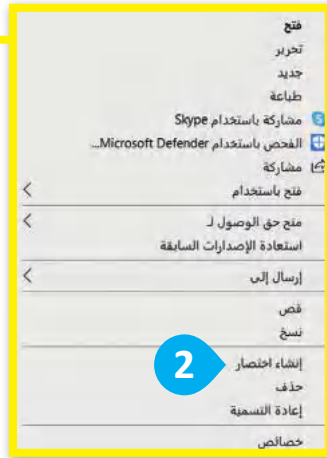 فتح
تحرير
جديد
طباعة
مشاركة باستخدام Skype
الفحص باستخدام Microsoft Defender...
مشاركة
فتح باستخدام
منح حق الوصول لـ
استعادة الإصدارات السابقة
إرسال إلى
قص
نسخ
2 إنشاء اختصار
حذف
إعادة التسمية
خصائص